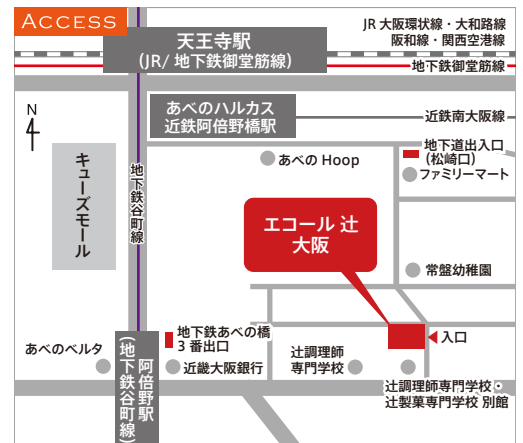 ACCESS
JR 大阪環状線・大和路線
阪和線・関西空港線
天王寺駅
(JR/ 地下鉄御堂筋線)
地下鉄御堂筋線
N
あべのハルカス
近鉄阿倍野橋駅
近鉄南大阪線
地下道出入口
(松崎口)
あべの Hoop
ファミリーマート
キューズモール
地下鉄谷町線
エコール 辻
大阪
常盤幼稚園
地下鉄あべの橋
3 番出口
入口
あべのベルタ
近畿大阪銀行
辻調理師
専門学校
阿倍野駅
(地下鉄谷町線)
辻調理師専門学校・
辻製菓専門学校 別館